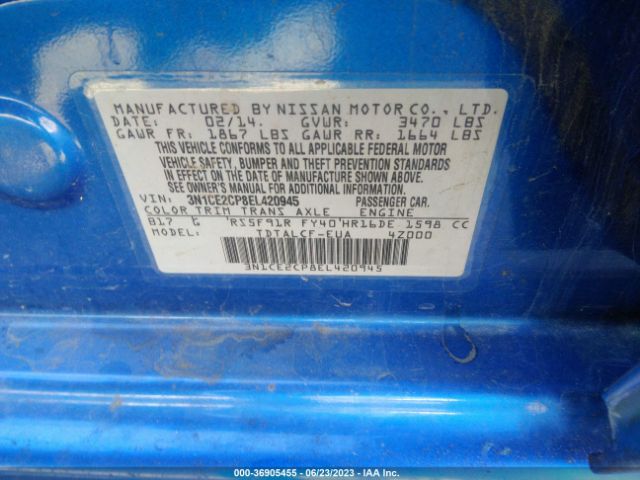 MANUFACTURED BY NISSAN MOTOR CO., LTD.
DATE: 02/14. GVWR: 3470 LBS
GAWR FR: 1867 LBS GAWR RR: 1664 LBS
THIS VEHICLE CONFORMS TO ALL APPLICABLE FEDERAL MOTOR
VEHICLE SAFETY, BUMPER AND THEFT PREVENTION STANDARDS
IN EFFECT ON THE DATE OF MANUFACTURE SHOWN ABOVE.
SEE OWNER'S MANUAL FOR ADDITIONAL INFORMATION.
VIN: 3N1CE2CP8EL420945 PASSENGER CAR.
COLOR TRIM TRANS AXLE ENGINE
B17 G RS5F91R FY40 HR16DE 1598 CC
MODEL: TDTALCF-EUA 4Z000
3N1CE2CP8EL420945
000-36905455 - 06/23/2023 - IAA Inc.